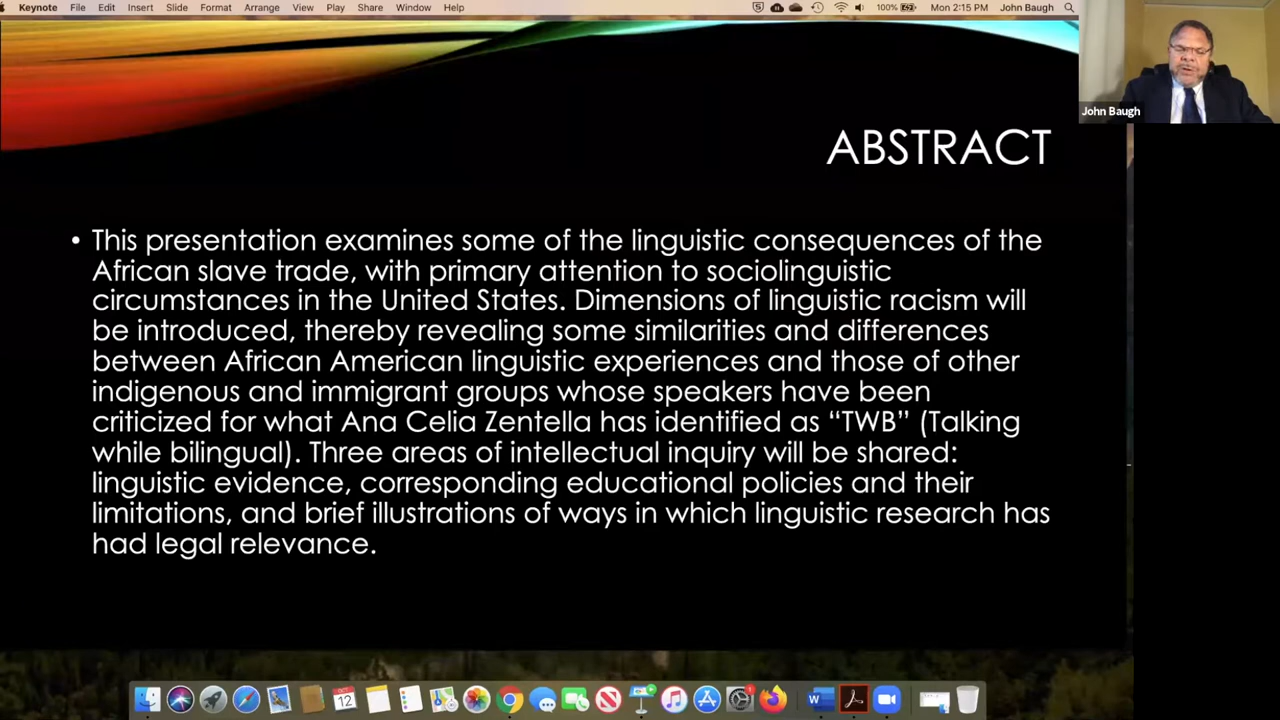 Keynote File Edit Insert Slide Format Arrange View Play Share Window Help 100% Mon 2:15 PM John Baugh
John Baugh
ABSTRACT
• This presentation examines some of the linguistic consequences of the
African slave trade, with primary attention to sociolinguistic
circumstances in the United States. Dimensions of linguistic racism will
be introduced, thereby revealing some similarities and differences
between African American linguistic experiences and those of other
indigenous and immigrant groups whose speakers have been
criticized for what Ana Celia Zentella has identified as “TWB” (Talking
while bilingual). Three areas of intellectual inquiry will be shared:
linguistic evidence, corresponding educational policies and their
limitations, and brief illustrations of ways in which linguistic research has
had legal relevance.
OCT
12